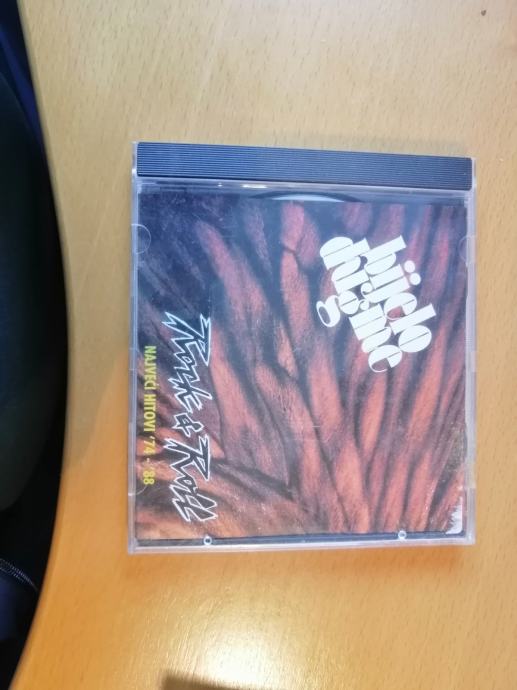 bijelo
dugme
Rock & Roll
NAJVEĆI HITOVI '74 - '88